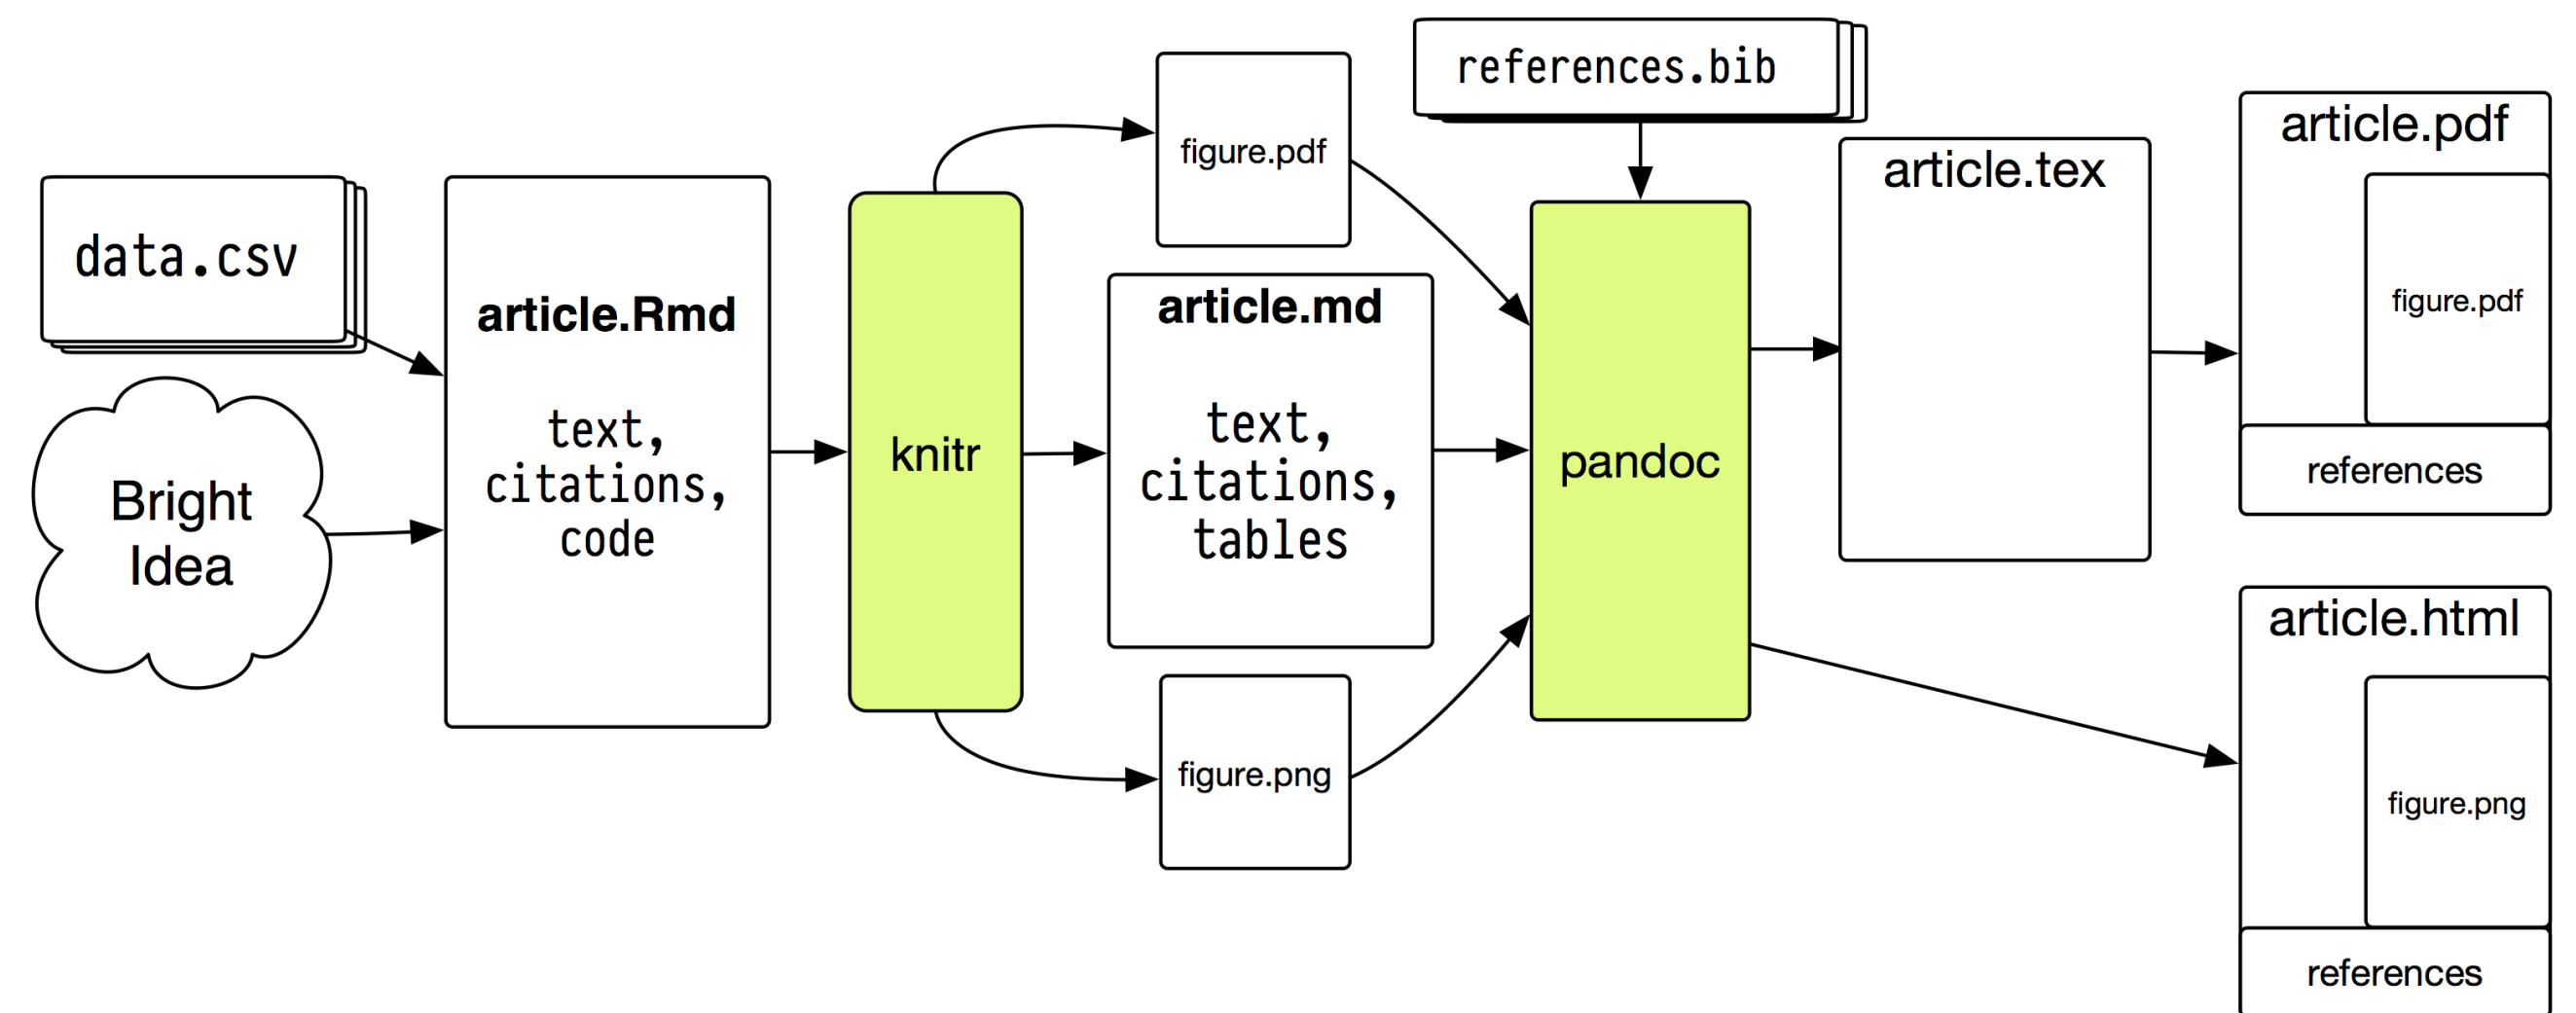 data.csv
Bright
Idea
article.Rmd
text,
citations,
code
knitr
figure.pdf
article.md
text,
citations,
tables
figure.png
references.bib
pandoc
article.tex
article.pdf
figure.pdf
references
article.html
figure.png
references